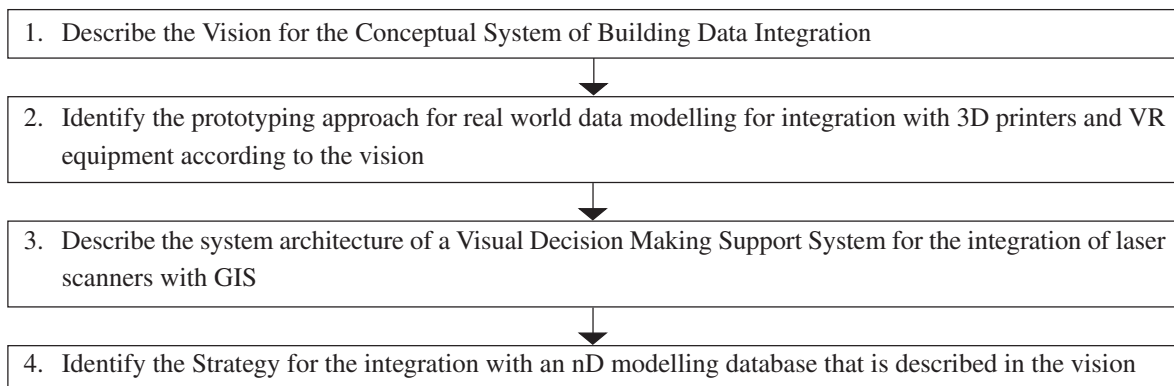 1. Describe the Vision for the Conceptual System of Building Data Integration
2. Identify the prototyping approach for real world data modelling for integration with 3D printers and VR
equipment according to the vision
3. Describe the system architecture of a Visual Decision Making Support System for the integration of laser
scanners with GIS
4. Identify the Strategy for the integration with an nD modelling database that is described in the vision